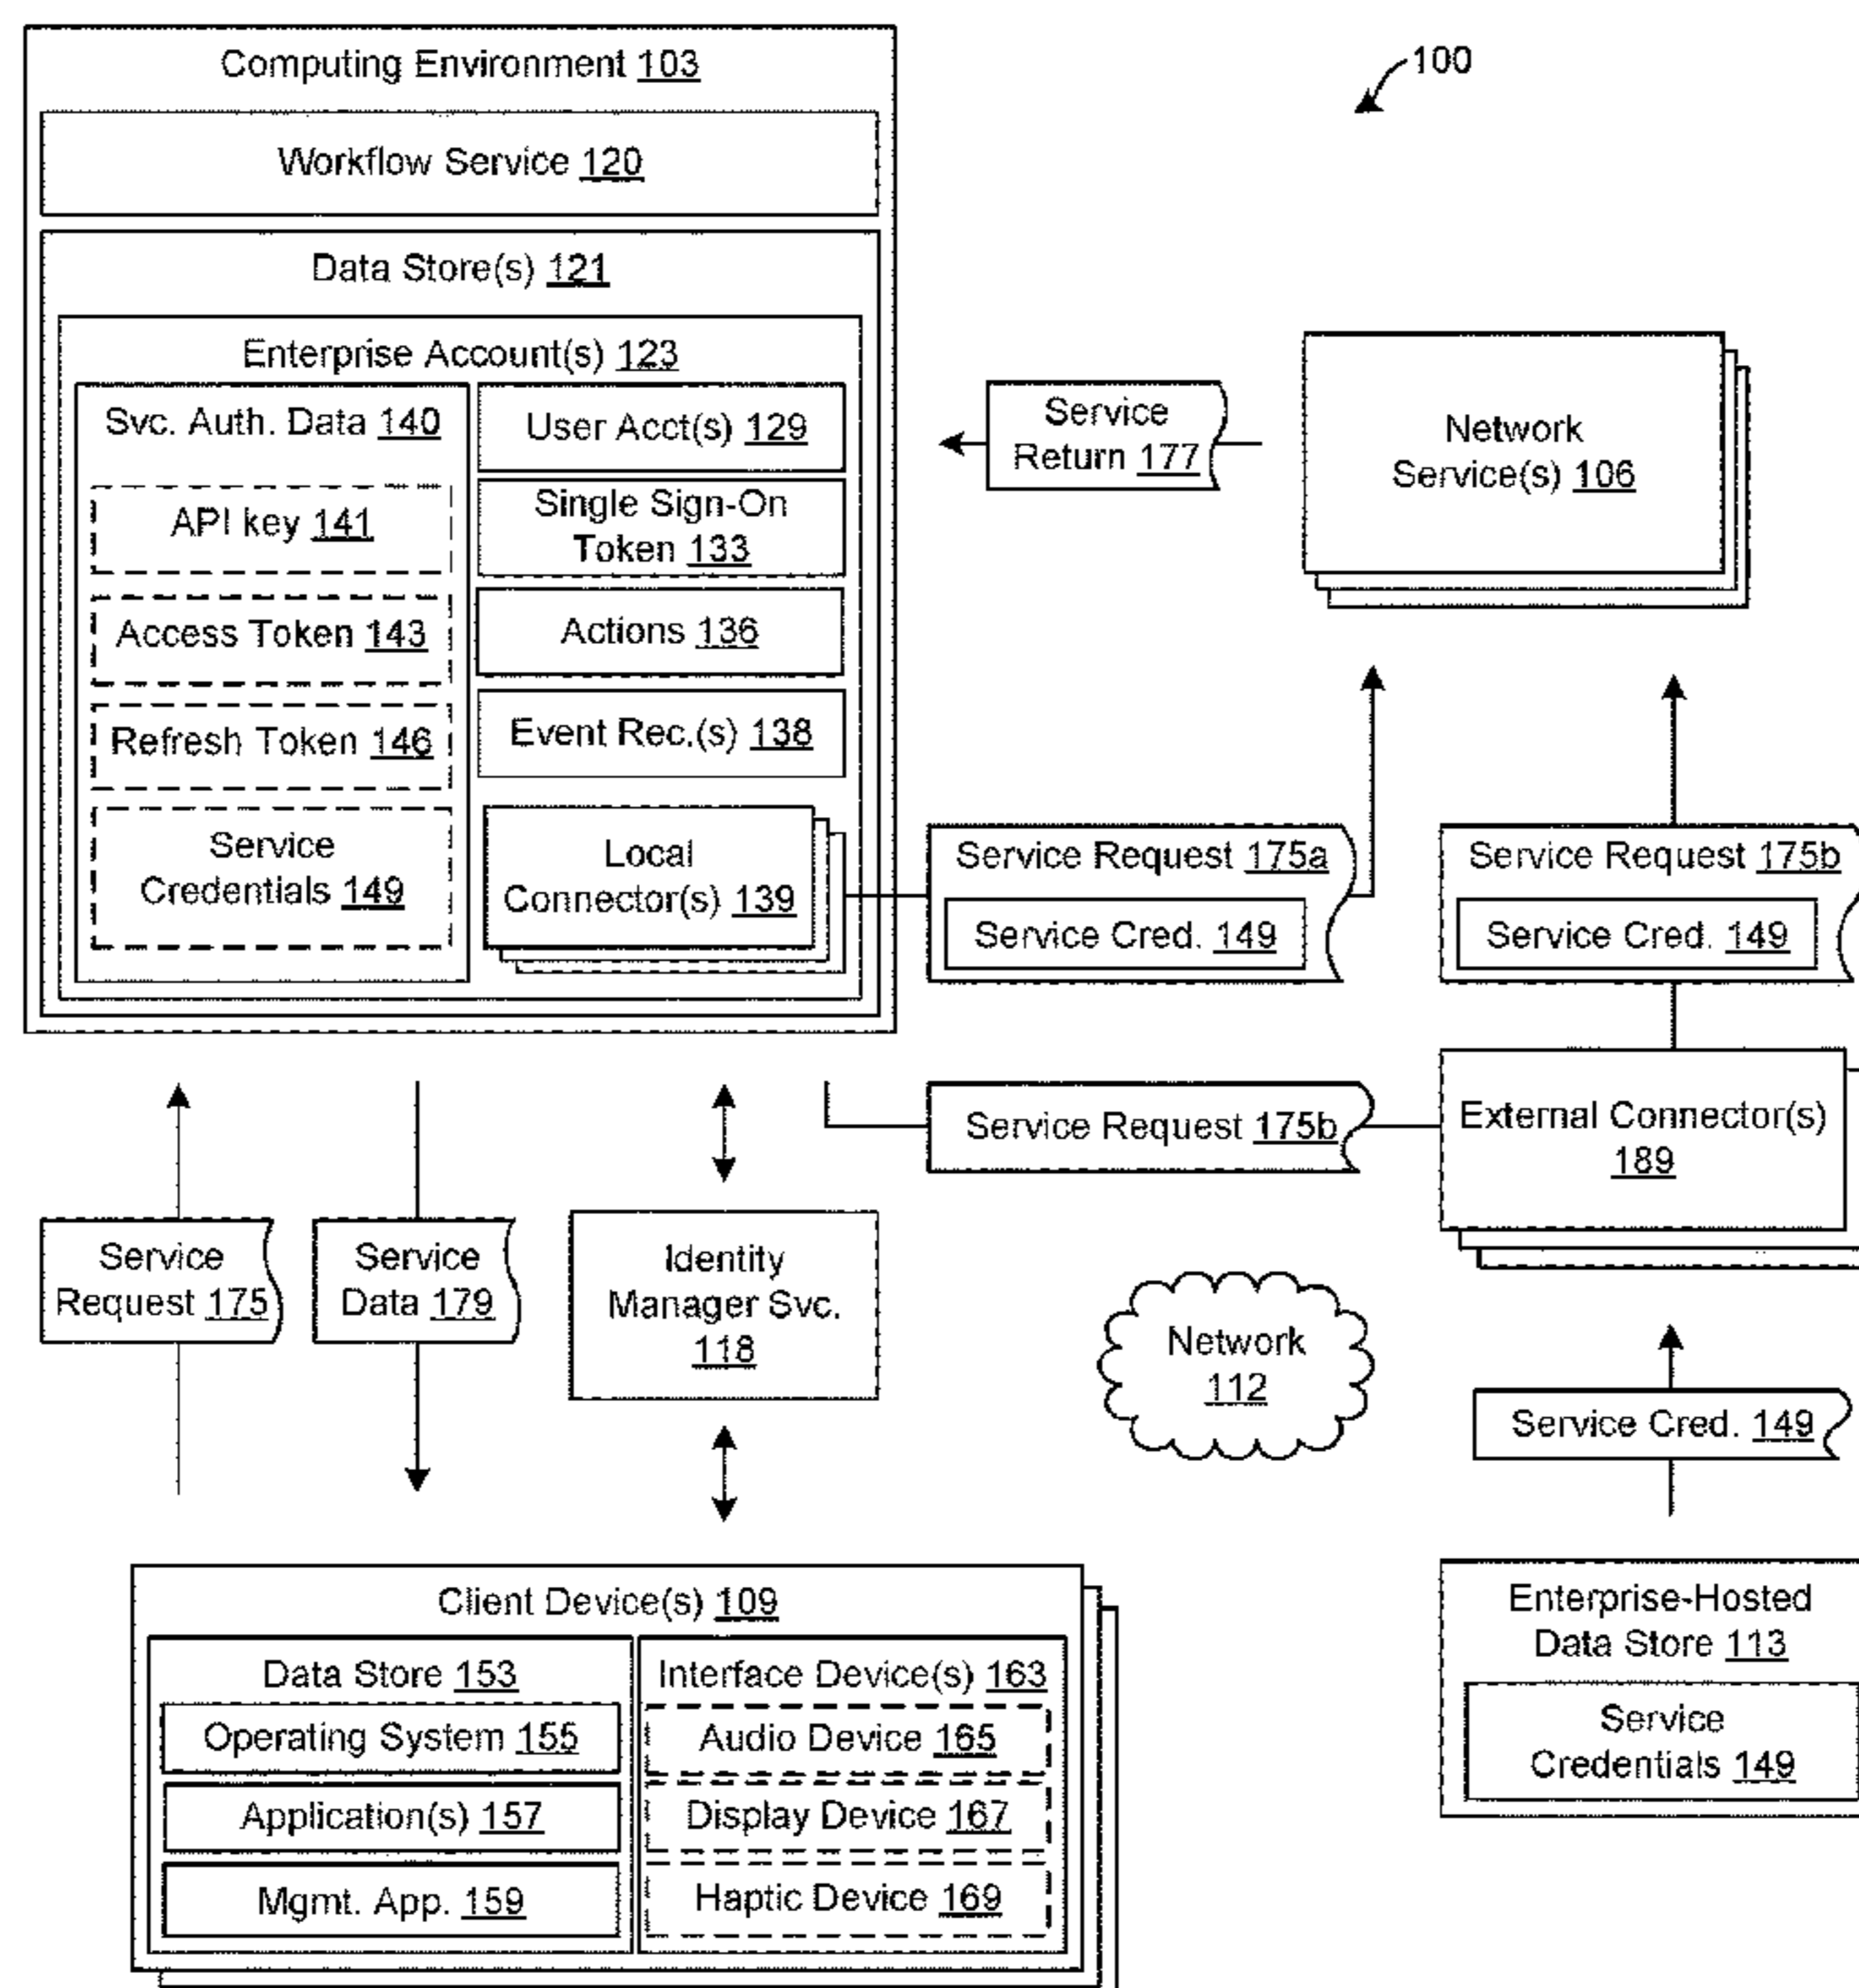 Computing Environment 103
100
Workflow Service 120
Data Store(s) 121
Enterprise Account(s) 123
Svc. Auth. Data 140
API key 141
Access Token 143
Refresh Token 146
Service
Credentials 149
User Acct(s) 129
Single Sign-On
Token 133
Actions 136
Event Rec.(s) 138
Local
Connector(s) 139
Service
Return 177
Network
Service(s) 106
Service Request 175a
Service Cred. 149
Service Request 175b
Service Cred. 149
Service Request 175b
External Connector(s)
189
Service
Request 175
Service
Data 179
Identity
Manager Svc.
118
Network
112
Service Cred. 149
Client Device(s) 109
Data Store 153
Operating System 155
Application(s) 157
Mgmt. App. 159
Interface Device(s) 163
Audio Device 165
Display Device 167
Haptic Device 169
Enterprise-Hosted
Data Store 113
Service
Credentials 149